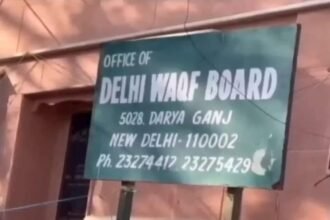 OFFICE OF
DELHI WAQF BOARD
5028, DARYA GANJ
NEW DELHI-110002
Ph. 23274417, 23275429